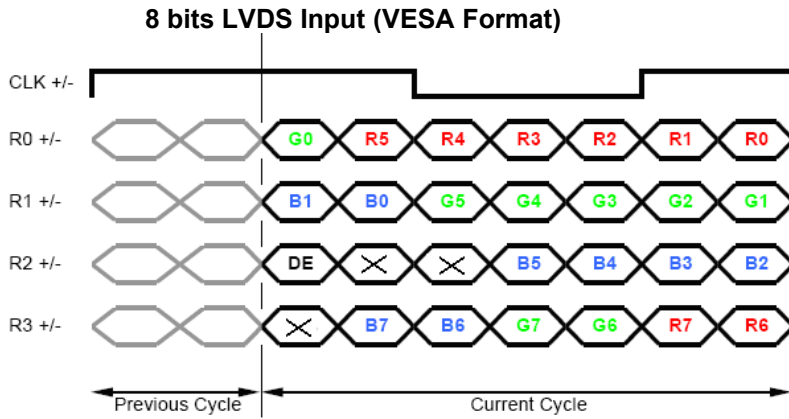 8 bits LVDS Input (VESA Format)
CLK +/-
R0 +/- G0 R5 R4 R3 R2 R1 R0
R1 +/- B1 B0 G5 G4 G3 G2 G1
R2 +/- DE B5 B4 B3 B2
R3 +/- B7 B6 G7 G6 R7 R6
Previous Cycle Current Cycle